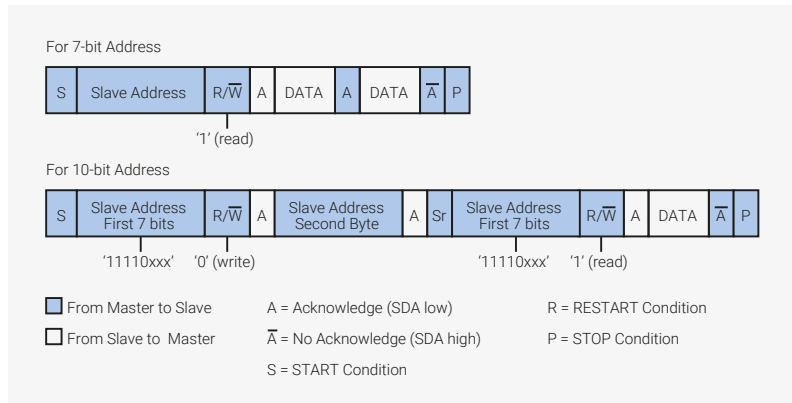 For 7-bit Address
S Slave Address R/W̅ A DATA A DATA A̅ P
‘1’ (read)
For 10-bit Address
S Slave Address First 7 bits R/W̅ A Slave Address Second Byte A Sr Slave Address First 7 bits R/W̅ A DATA A̅ P
‘11110xxx’ ‘0’ (write) ‘11110xxx’ ‘1’ (read)
From Master to Slave A = Acknowledge (SDA low) R = RESTART Condition
From Slave to Master A̅ = No Acknowledge (SDA high) P = STOP Condition
S = START Condition